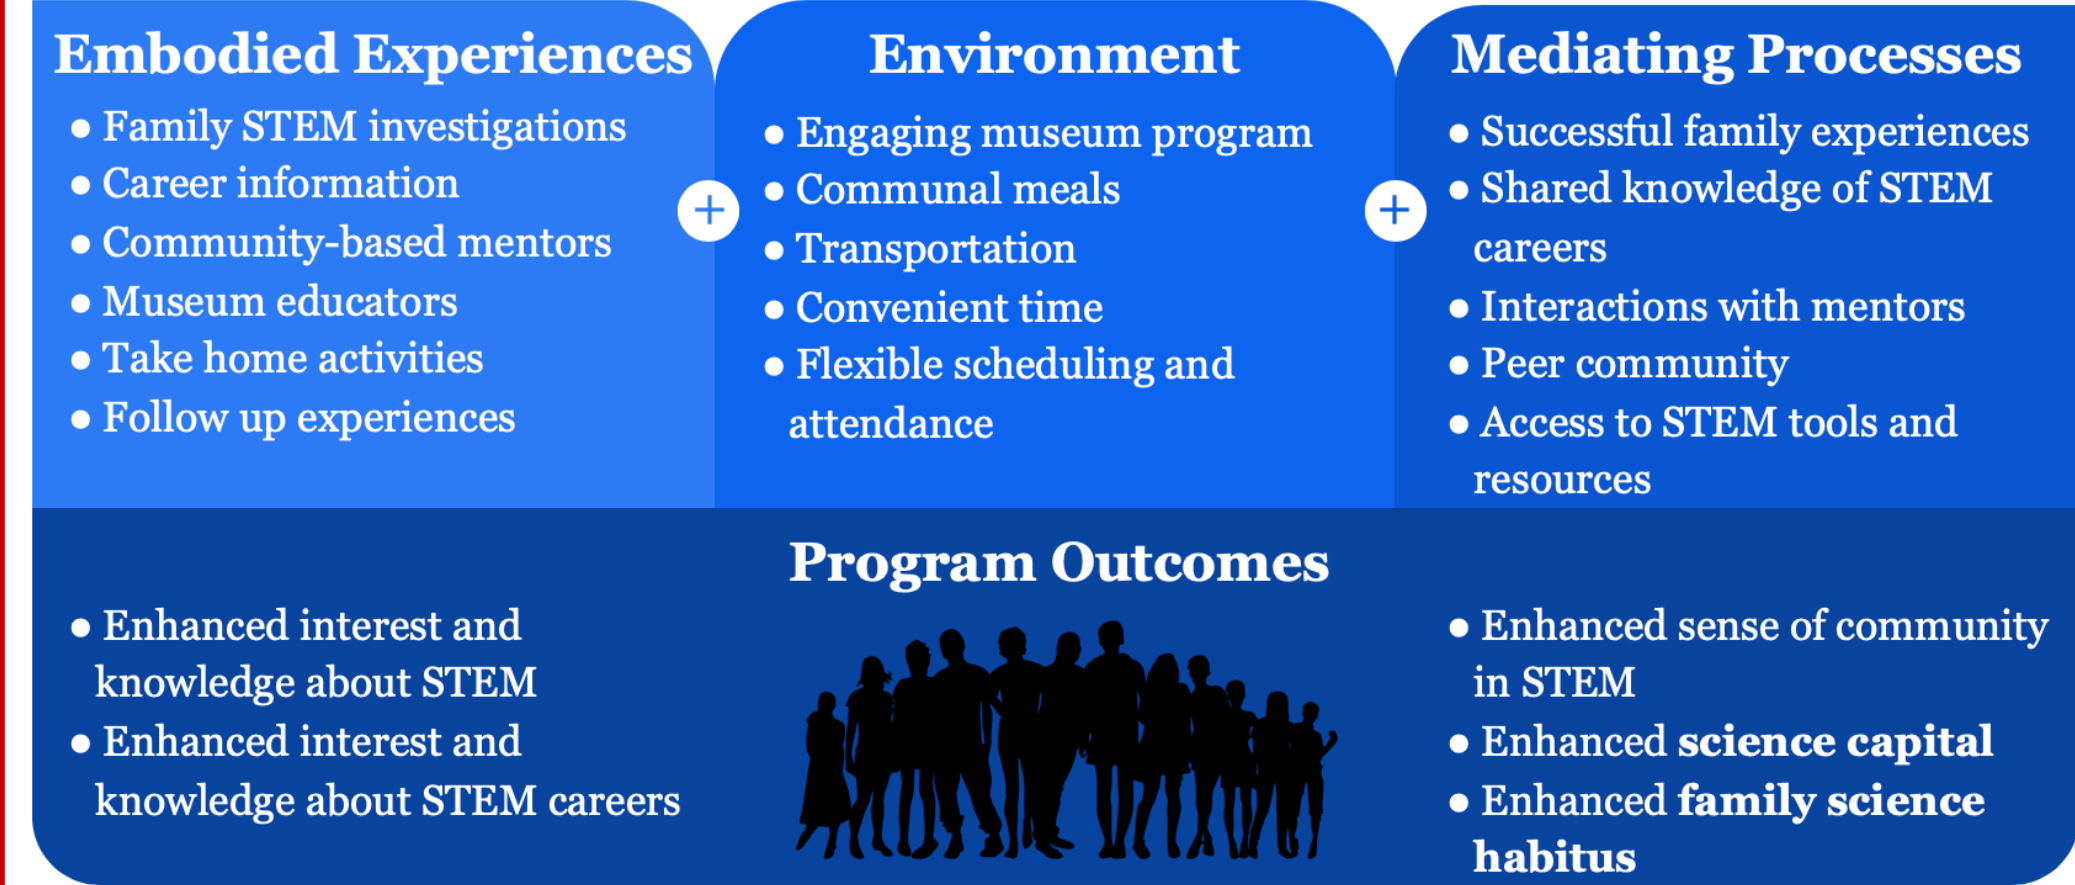 Embodied Experiences
● Family STEM investigations
● Career information
● Community-based mentors
● Museum educators
● Take home activities
● Follow up experiences
+
Environment
● Engaging museum program
● Communal meals
● Transportation
● Convenient time
● Flexible scheduling and
attendance
+
Mediating Processes
● Successful family experiences
● Shared knowledge of STEM
careers
● Interactions with mentors
● Peer community
● Access to STEM tools and
resources
Program Outcomes
● Enhanced interest and
knowledge about STEM
● Enhanced interest and
knowledge about STEM careers
● Enhanced sense of community
in STEM
● Enhanced science capital
● Enhanced family science
habitus